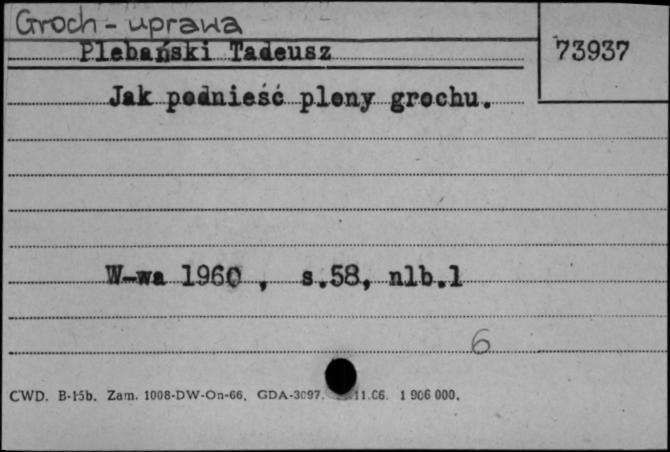 Groch - uprawa
Plebański Tadeusz
73937
Jak podnieść plony grochu.
W-wa 1960 , s.58, nlb.1
6
CWD. B-15b. Zam. 1008-DW-On-66. GDA-3097. 11.66. 1 906 000.